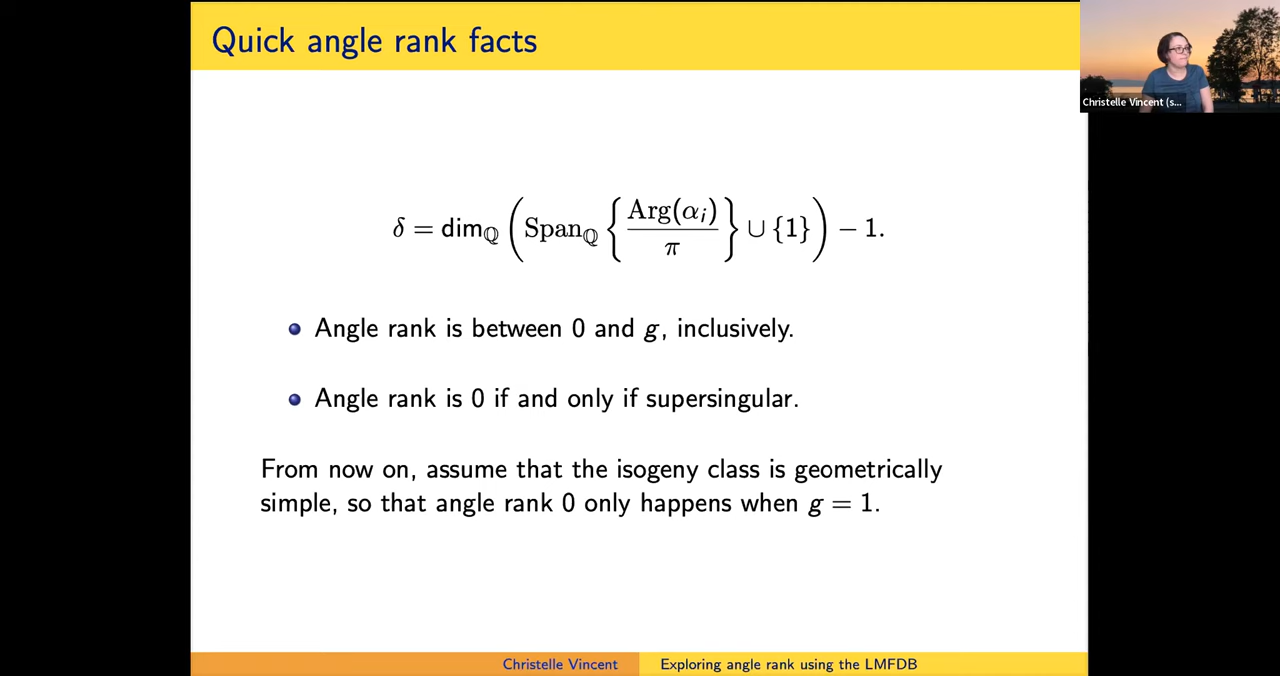 Quick angle rank facts
Christelle Vincent (s...
δ = dim_ℚ ( Span_ℚ { Arg(α_i) / π } ∪ {1} ) − 1.
Angle rank is between 0 and g, inclusively.
Angle rank is 0 if and only if supersingular.
From now on, assume that the isogeny class is geometrically
simple, so that angle rank 0 only happens when g = 1.
Christelle Vincent
Exploring angle rank using the LMFDB